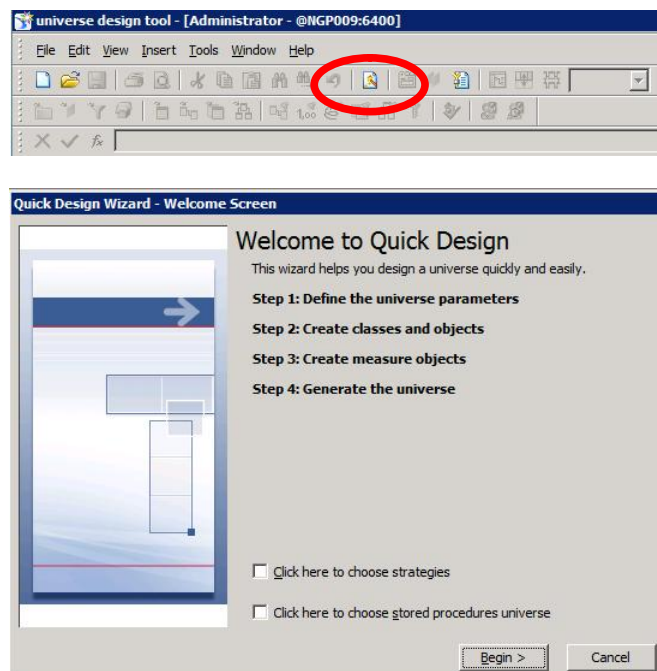 universe design tool - [Administrator - @NGP009:6400]
File Edit View Insert Tools Window Help
Quick Design Wizard - Welcome Screen
Welcome to Quick Design
This wizard helps you design a universe quickly and easily.
Step 1: Define the universe parameters
Step 2: Create classes and objects
Step 3: Create measure objects
Step 4: Generate the universe
Click here to choose strategies
Click here to choose stored procedures universe
Begin > Cancel